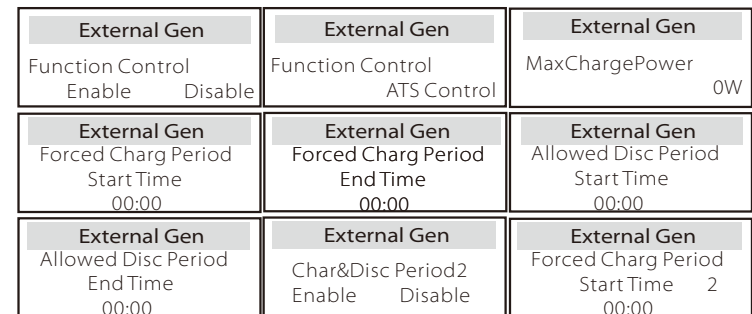 External Gen
Function Control
Enable Disable
External Gen
Function Control
ATS Control
External Gen
MaxChargePower
0W
External Gen
Forced Charg Period
Start Time
00:00
External Gen
Forced Charg Period
End Time
00:00
External Gen
Allowed Disc Period
Start Time
00:00
External Gen
Allowed Disc Period
End Time
00:00
External Gen
Char&Disc Period2
Enable Disable
External Gen
Forced Charg Period
Start Time 2
00:00